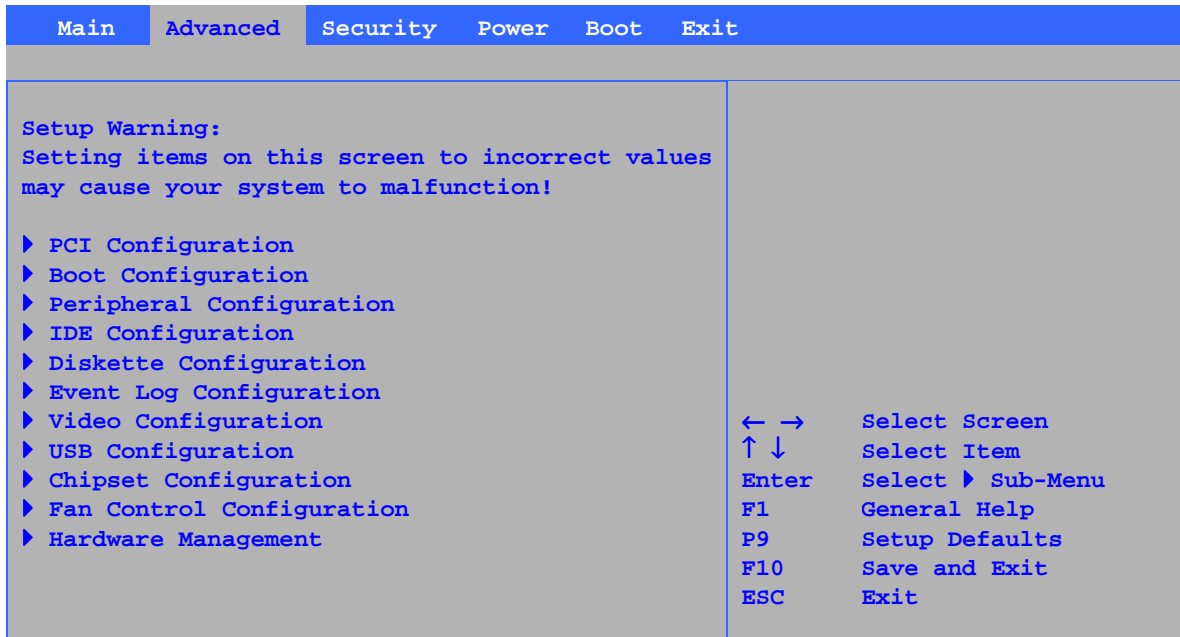 Main Advanced Security Power Boot Exit
Setup Warning:
Setting items on this screen to incorrect values
may cause your system to malfunction!
PCI Configuration
Boot Configuration
Peripheral Configuration
IDE Configuration
Diskette Configuration
Event Log Configuration
Video Configuration
USB Configuration
Chipset Configuration
Fan Control Configuration
Hardware Management
← → Select Screen
↑ ↓ Select Item
Enter Select ▶ Sub-Menu
F1 General Help
P9 Setup Defaults
F10 Save and Exit
ESC Exit